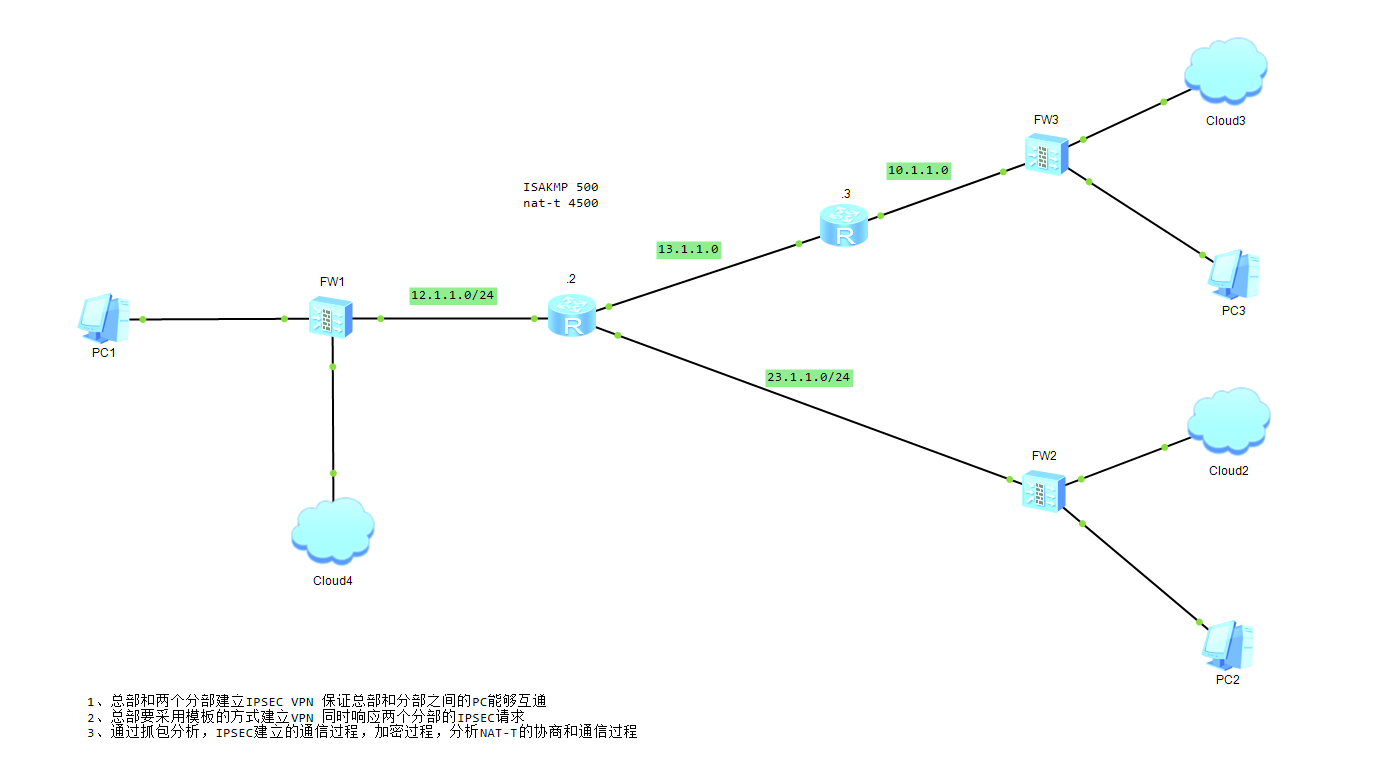 Cloud3
FW3
10.1.1.0
ISAKMP 500
nat-t 4500
.3
13.1.1.0
PC3
.2
FW1
12.1.1.0/24
R
R
PC1
23.1.1.0/24
FW2
Cloud2
Cloud4
PC2
1、总部和两个分部建立IPSEC VPN 保证总部和分部之间的PC能够互通
2、总部要采用模板的方式建立VPN 同时响应两个分部的IPSEC请求
3、通过抓包分析，IPSEC建立的通信过程，加密过程，分析NAT-T的协商和通信过程